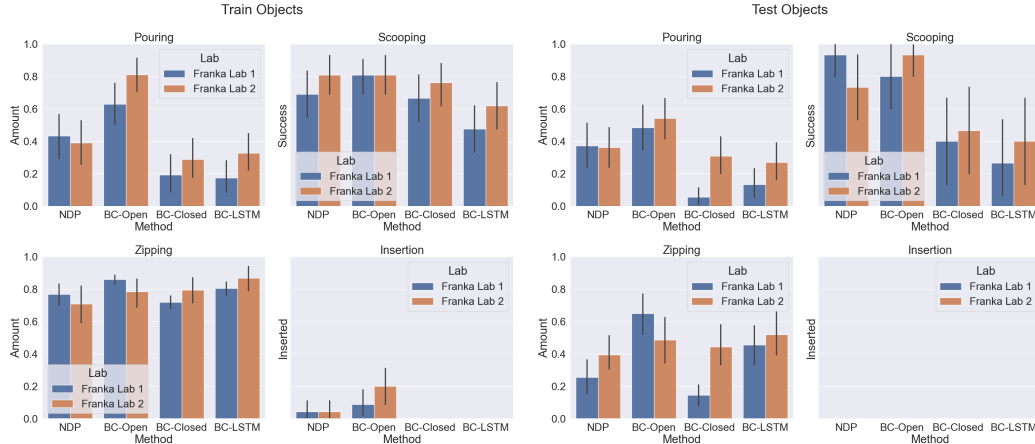 Train Objects
Test Objects
Pouring
Amount
1.0
0.8
0.6
0.4
0.2
0.0
Lab
Franka Lab 1
Franka Lab 2
NDP BC-Open BC-Closed BC-LSTM
Method
Scooping
Success
Lab
Franka Lab 1
Franka Lab 2
NDP BC-Open BC-Closed BC-LSTM
Method
Pouring
Amount
1.0
0.8
0.6
0.4
0.2
0.0
Lab
Franka Lab 1
Franka Lab 2
NDP BC-Open BC-Closed BC-LSTM
Method
Scooping
Success
Lab
Franka Lab 1
Franka Lab 2
NDP BC-Open BC-Closed BC-LSTM
Method
Zipping
Amount
1.0
0.8
0.6
0.4
0.2
0.0
Lab
Franka Lab 1
Franka Lab 2
NDP BC-Open BC-Closed BC-LSTM
Method
Insertion
Inserted
Lab
Franka Lab 1
Franka Lab 2
NDP BC-Open BC-Closed BC-LSTM
Method
Zipping
Amount
1.0
0.8
0.6
0.4
0.2
0.0
Lab
Franka Lab 1
Franka Lab 2
NDP BC-Open BC-Closed BC-LSTM
Method
Insertion
Inserted
Lab
Franka Lab 1
Franka Lab 2
NDP BC-Open BC-Closed BC-LSTM
Method